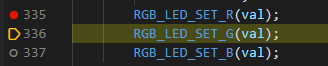 335 RGB_LED_SET_R(val);
336 RGB_LED_SET_G(val);
337 RGB_LED_SET_B(val);